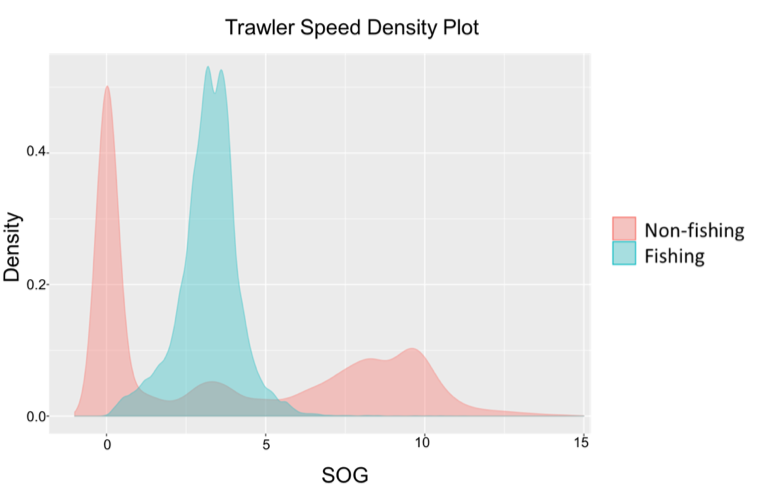 Trawler Speed Density Plot
Density
0.4
0.2
0.0
0 5 10 15
SOG
Non-fishing
Fishing